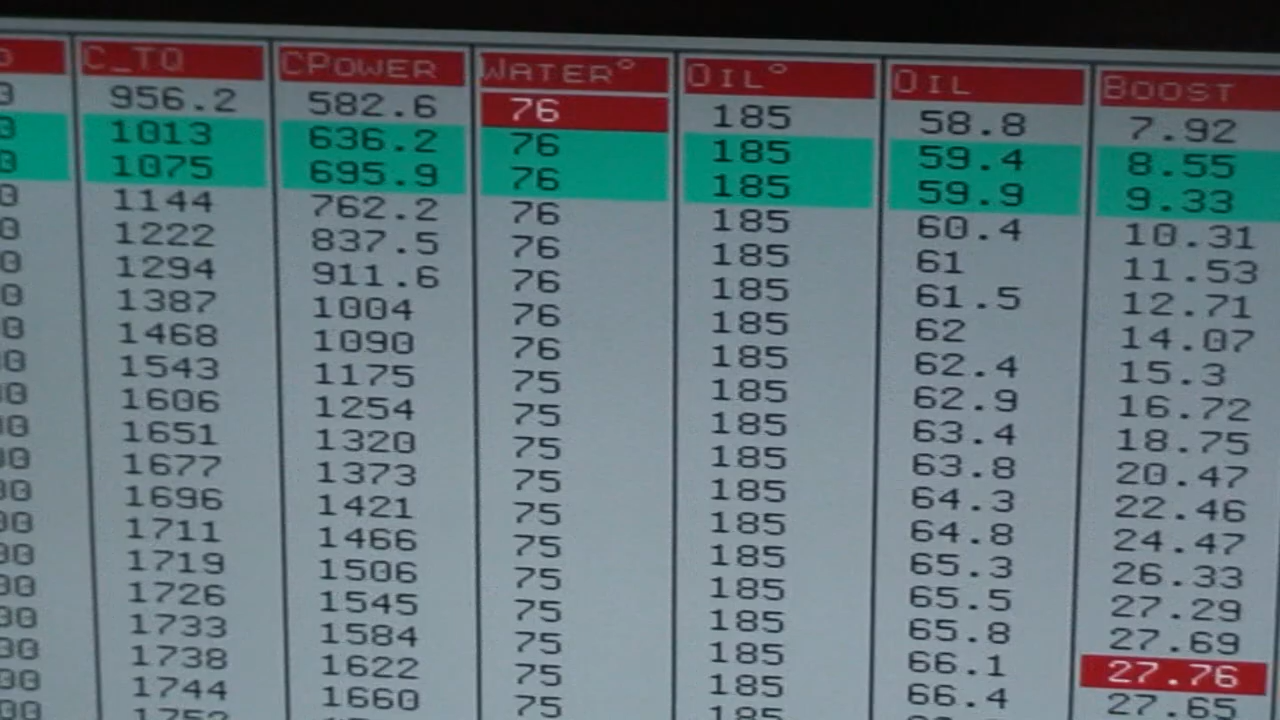 C_TQ CPOWER WATER° OIL° OIL BOOST
956.2 582.6 76 185 58.8 7.92
1013 636.2 76 185 59.4 8.55
1075 695.9 76 185 59.9 9.33
1144 762.2 76 185 60.4 10.31
1222 837.5 76 185 61 11.53
1294 911.6 76 185 61.5 12.71
1387 1004 76 185 62 14.07
1468 1090 76 185 62.4 15.3
1543 1175 75 185 62.9 16.72
1606 1254 75 185 63.4 18.75
1651 1320 75 185 63.8 20.47
1677 1373 75 185 64.3 22.46
1696 1421 75 185 64.8 24.47
1711 1466 75 185 65.3 26.33
1719 1506 75 185 65.5 27.29
1726 1545 75 185 65.8 27.69
1733 1584 75 185 66.1 27.76
1738 1622 75 185 66.4 27.65
1744 1660 75 185
1752